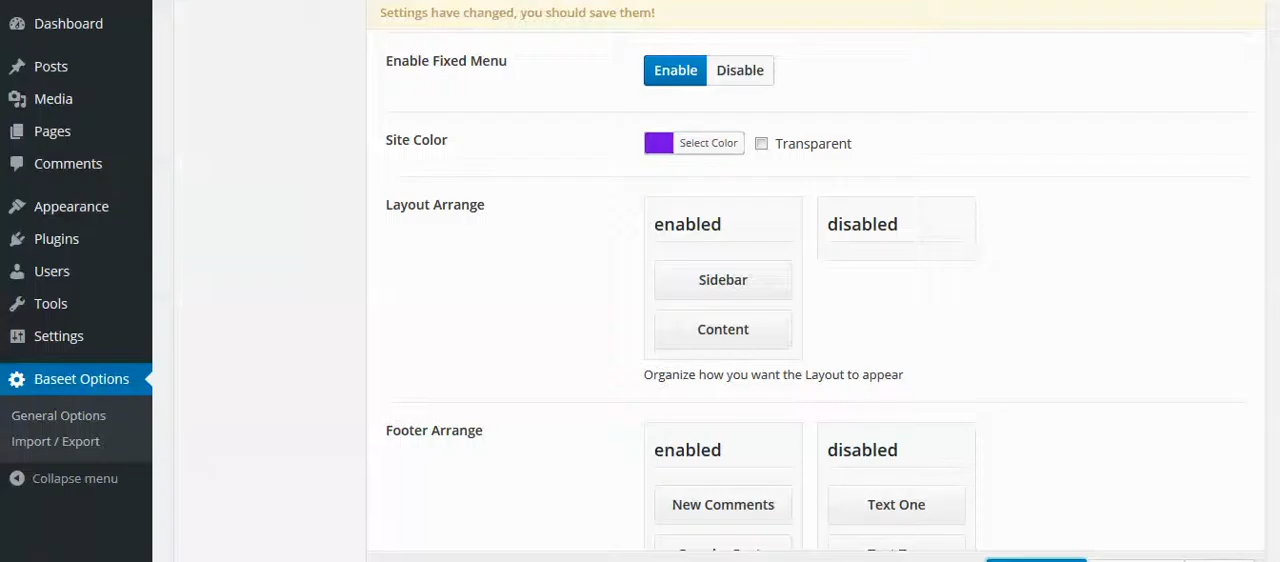 Dashboard
Posts
Media
Pages
Comments
Appearance
Plugins
Users
Tools
Settings
Baseet Options
General Options
Import / Export
Collapse menu
Settings have changed, you should save them!
Enable Fixed Menu
Enable Disable
Site Color
Select Color Transparent
Layout Arrange
enabled disabled
Sidebar
Content
Organize how you want the Layout to appear
Footer Arrange
enabled disabled
New Comments Text One